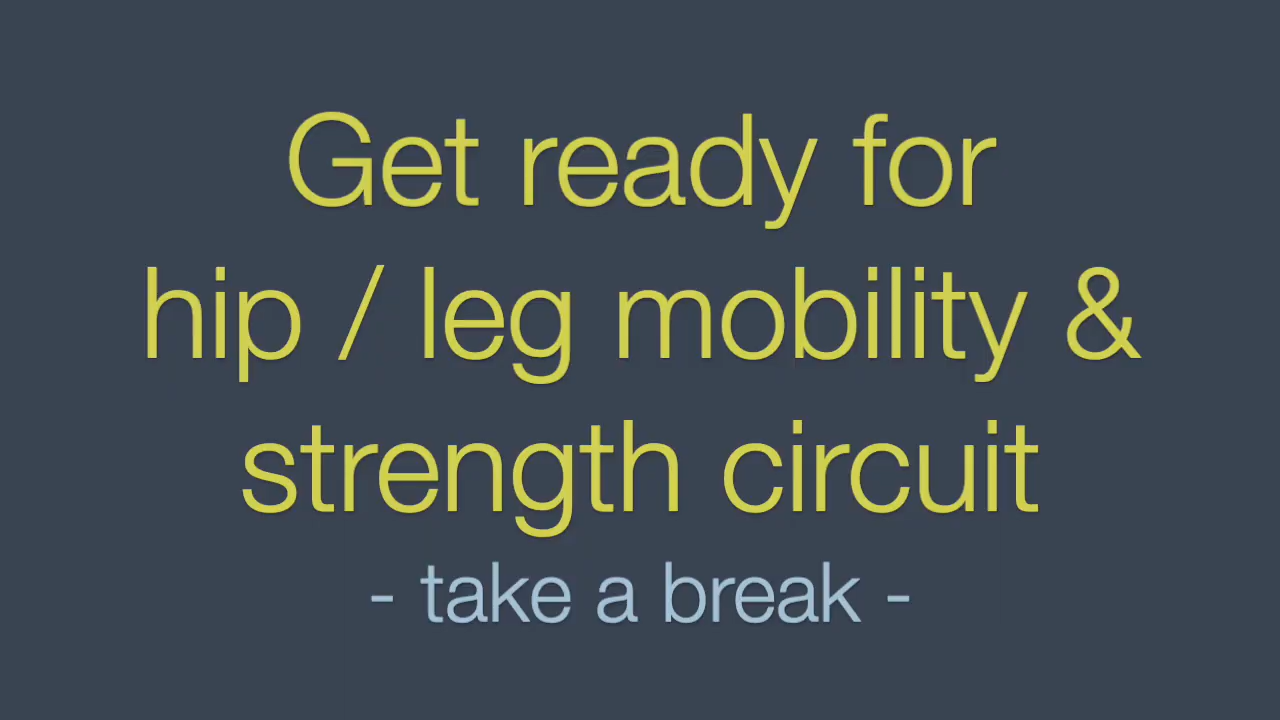 Get ready for
hip / leg mobility &
strength circuit
- take a break -